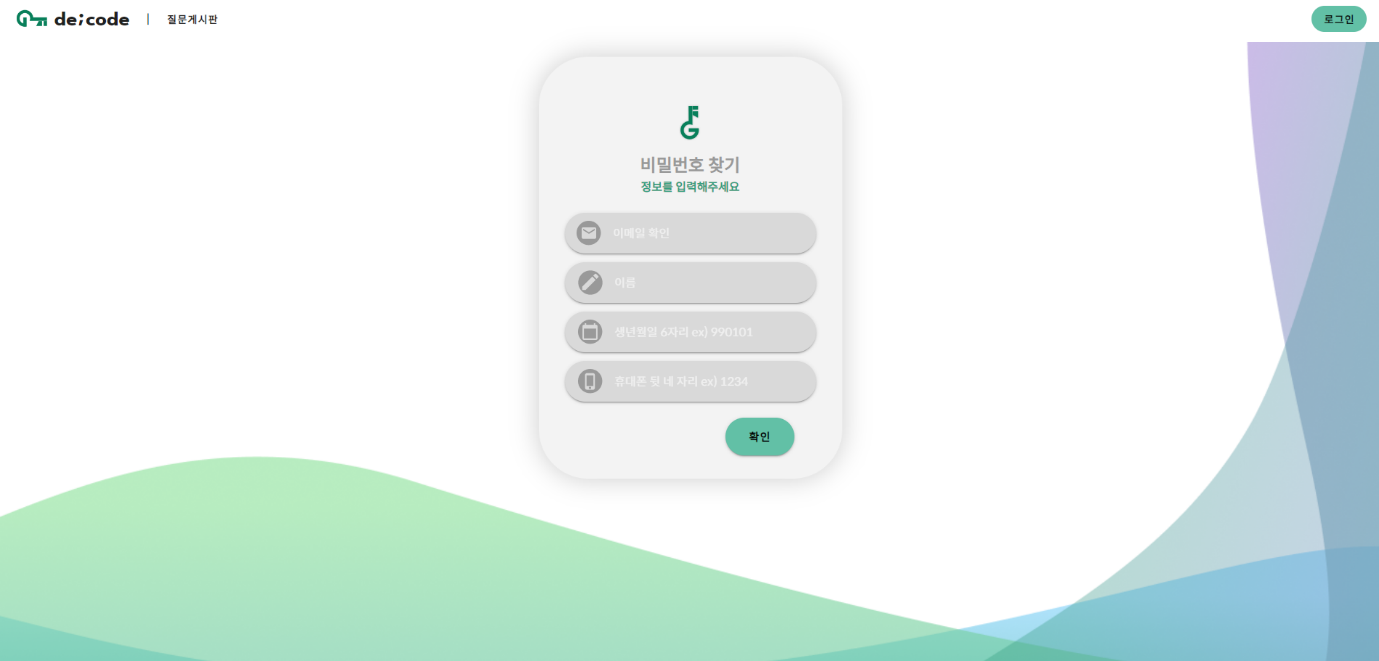 de;code
질문게시판
로그인
비밀번호 찾기
정보를 입력해주세요
이메일 확인
이름
생년월일 6자리 ex) 990101
휴대폰 뒷 네 자리 ex) 1234
확인